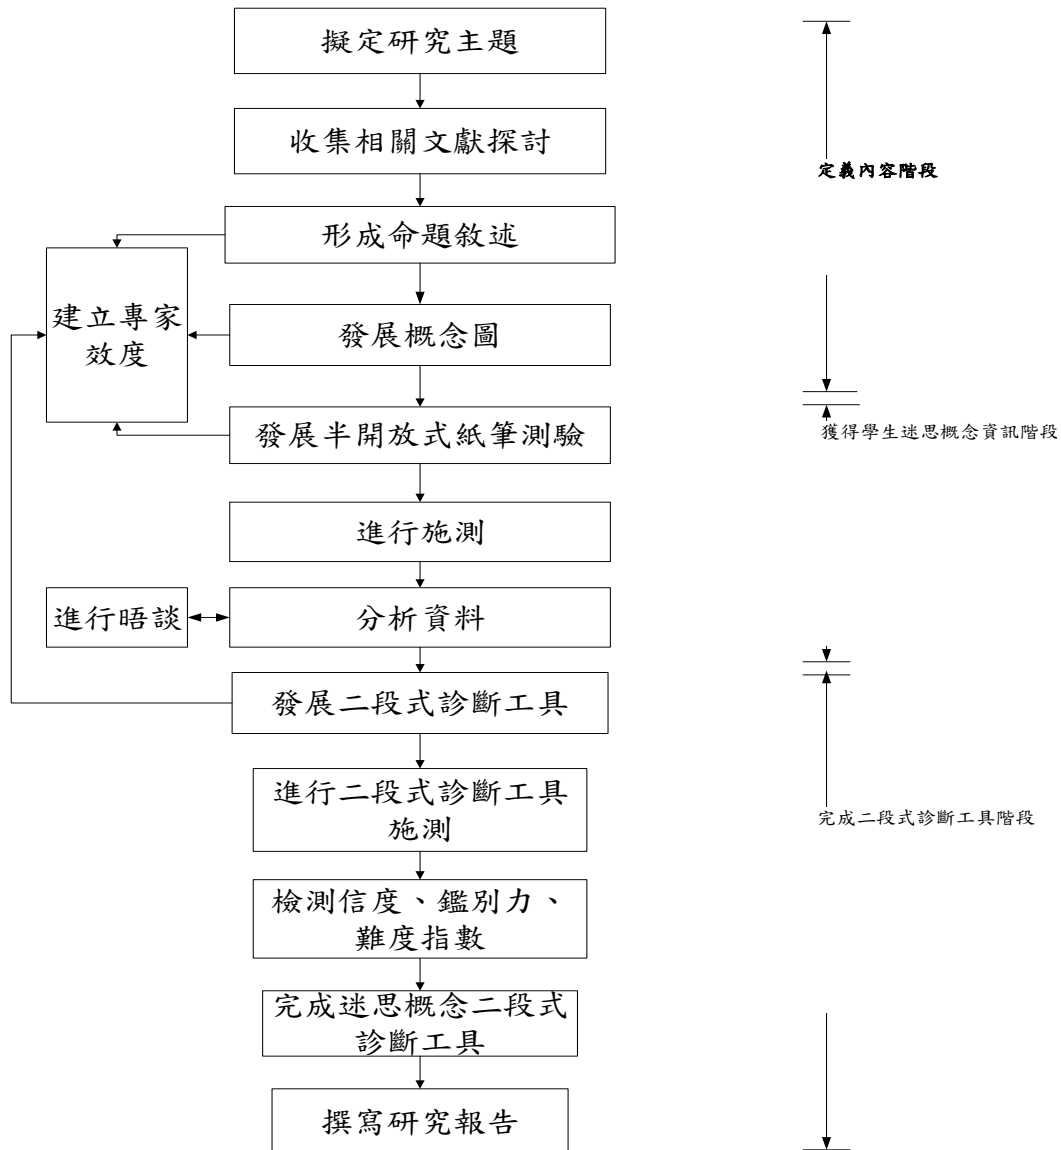 擬定研究主題
收集相關文獻探討
定義內容階段
形成命題敘述
建立專家
效度
發展概念圖
發展半開放式紙筆測驗
獲得學生迷思概念資訊階段
進行施測
進行晤談
分析資料
發展二段式診斷工具
進行二段式診斷工具
施測
完成二段式診斷工具階段
檢測信度、鑑別力、
難度指數
完成迷思概念二段式
診斷工具
撰寫研究報告